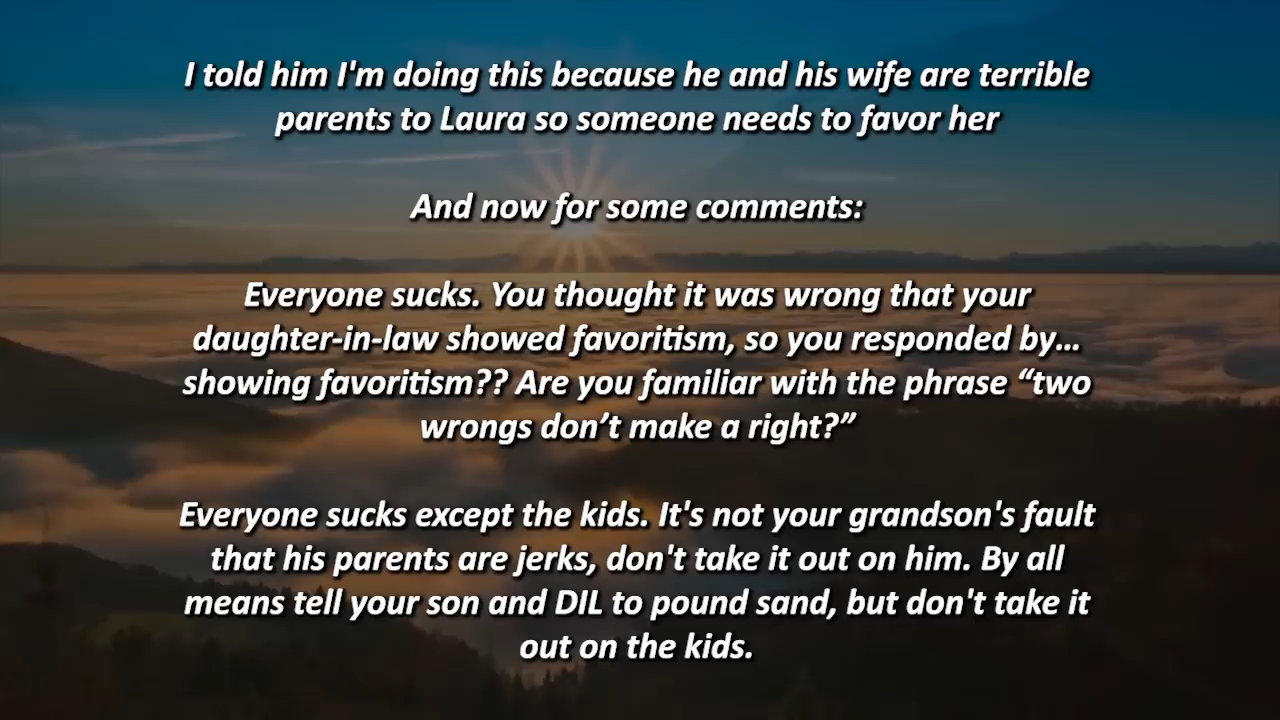 I told him I'm doing this because he and his wife are terrible
parents to Laura so someone needs to favor her
And now for some comments:
Everyone sucks. You thought it was wrong that your
daughter-in-law showed favoritism, so you responded by...
showing favoritism?? Are you familiar with the phrase “two
wrongs don’t make a right?”
Everyone sucks except the kids. It's not your grandson's fault
that his parents are jerks, don't take it out on him. By all
means tell your son and DIL to pound sand, but don't take it
out on the kids.